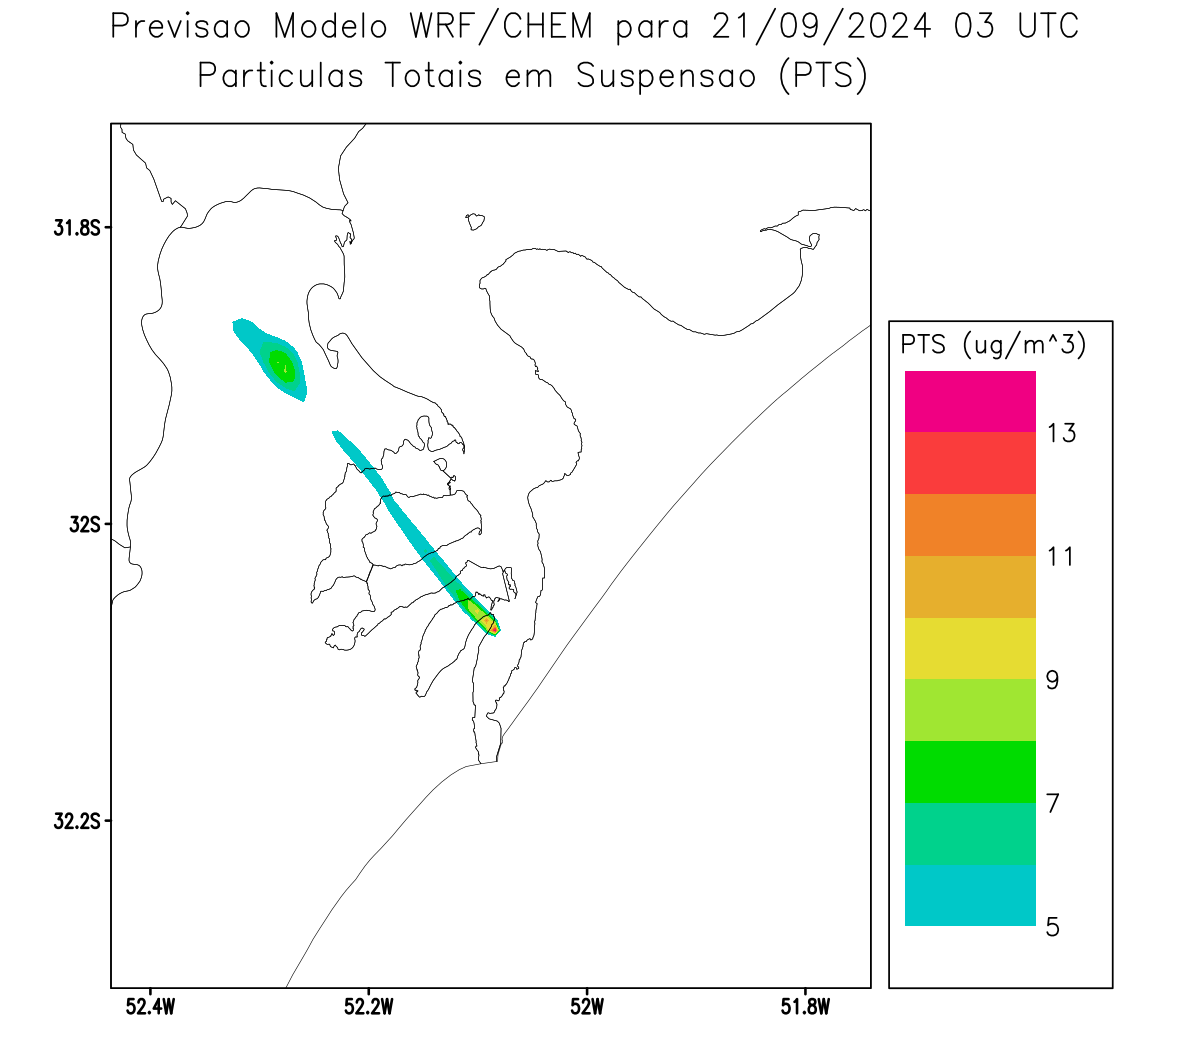 Previsao Modelo WRF/CHEM para 21/09/2024 03 UTC
Particulas Totais em Suspensao (PTS)
31.8S
32S
32.2S
52.4W
52.2W
52W
51.8W
PTS (ug/m^3)
13
11
9
7
5